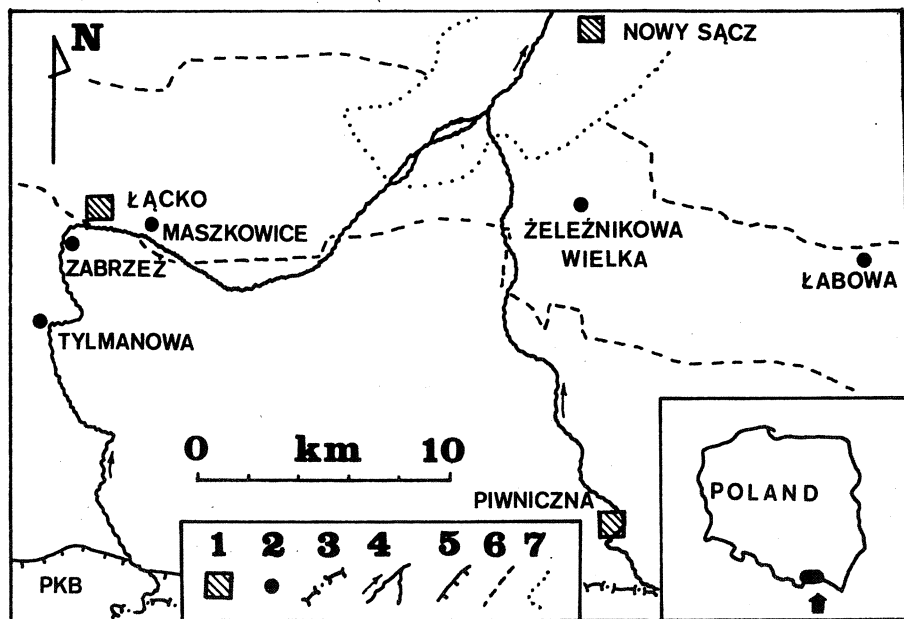 N
NOWY SĄCZ
ŁĄCKO
MASZKOWICE
ŻELEŹNIKOWA
WIELKA
ZABRZEŻ
ŁABOWA
TYLMANOWA
0 km 10
POLAND
PIWNICZNA
1 2 3 4 5 6 7
PKB